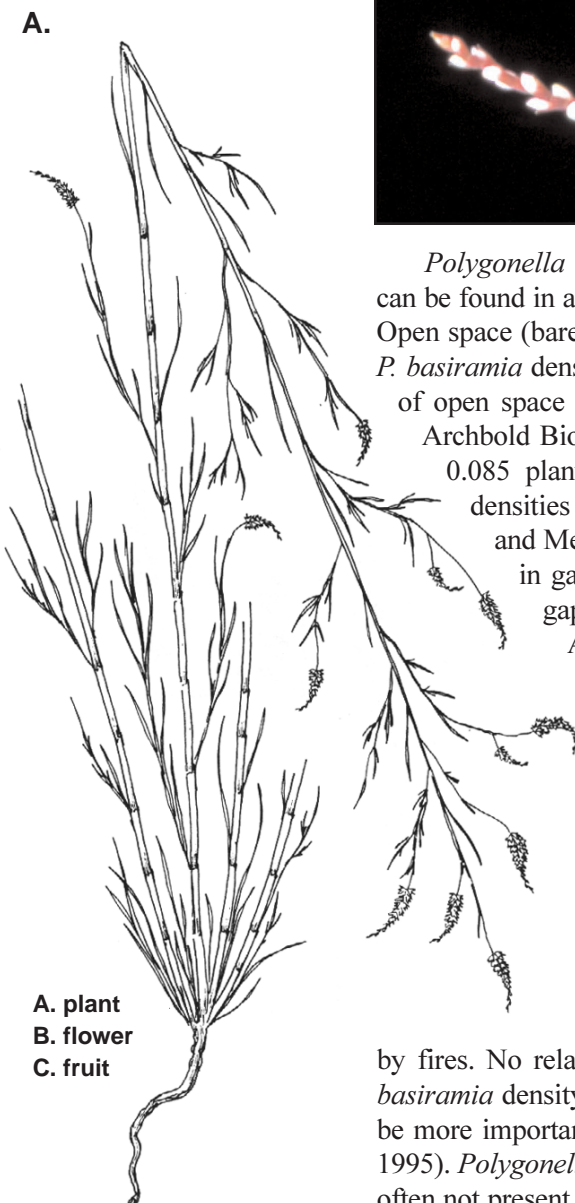 A.
Polygonella
can be found in a
Open space (bare
P. basiramia dens
of open space
Archbold Bio
0.085 plan
densities
and Me
in ga
gap
A. plant
B. flower
C. fruit
by fires. No rela
basiramia density
be more importan
1995). Polygonel
often not present